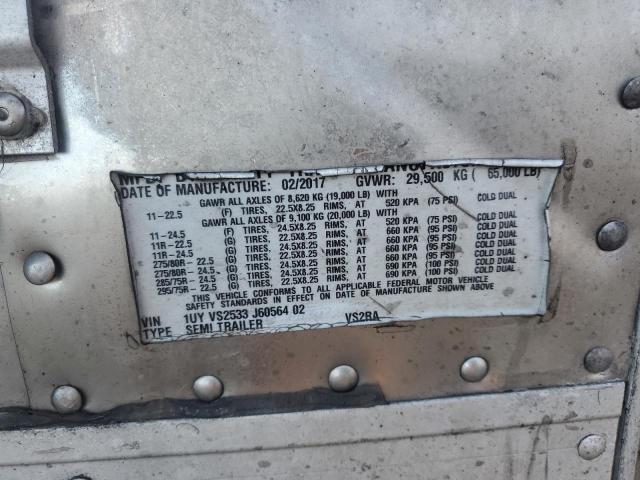 DATE OF MANUFACTURE: 02/2017 GVWR: 29,500 KG ( 65,000 LB)
GAWR ALL AXLES OF 8,620 KG (19,000 LB) WITH
11-22.5 (F) TIRES, 22.5X8.25 RIMS, AT 520 KPA (75 PSI) COLD DUAL
GAWR ALL AXLES OF 9,100 KG (20,000 LB) WITH
11-24.5 (F) TIRES, 24.5X8.25 RIMS, AT 520 KPA (75 PSI) COLD DUAL
11R-22.5 (G) TIRES, 22.5X8.25 RIMS, AT 660 KPA (95 PSI) COLD DUAL
11R-24.5 (G) TIRES, 24.5X8.25 RIMS, AT 660 KPA (95 PSI) COLD DUAL
275/80R-22.5 (G) TIRES, 22.5X8.25 RIMS, AT 660 KPA (95 PSI) COLD DUAL
275/80R-24.5 (G) TIRES, 24.5X8.25 RIMS, AT 660 KPA (95 PSI) COLD DUAL
285/75R-24.5 (G) TIRES, 24.5X8.25 RIMS, AT 690 KPA (100 PSI) COLD DUAL
295/75R-22.5 (G) TIRES, 22.5X8.25 RIMS, AT 690 KPA (100 PSI) COLD DUAL
THIS VEHICLE CONFORMS TO ALL APPLICABLE FEDERAL MOTOR VEHICLE
SAFETY STANDARDS IN EFFECT ON DATE OF MANUFACTURE SHOWN ABOVE
VIN 1UY VS2533 J60564 02
TYPE SEMI TRAILER VS2RA